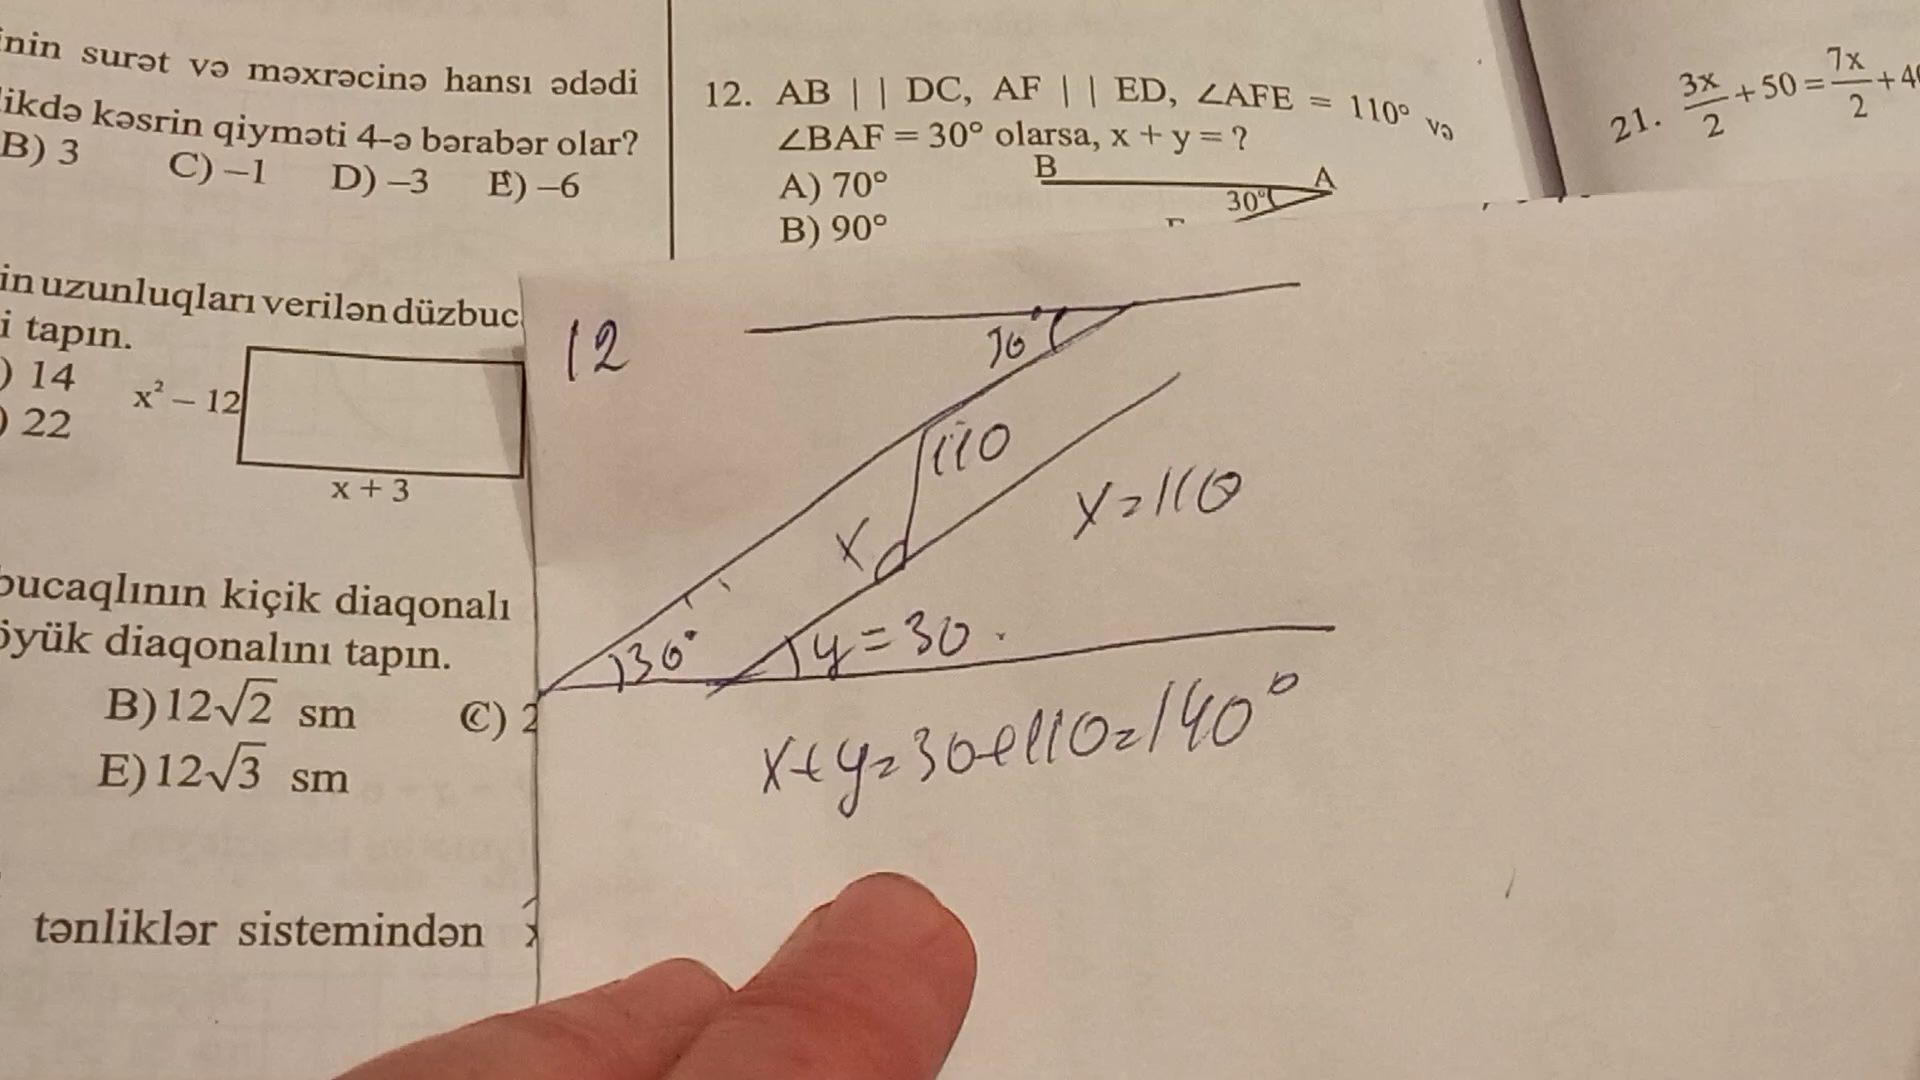 surət və məxrəcinə hansı ədədi
kəsrin qiyməti 4-ə bərabər olar?
B) 3 C) –1 D) –3 E) –6
uzunluqları verilən düzbuc
i tapın.
) 14
) 22
x² – 12
x + 3
bucaqlının kiçik diaqonalı
öyük diaqonalını tapın.
B) 12√2 sm C) 2
E) 12√3 sm
tənliklər sistemindən
12. AB | | DC, AF | | ED, ∠AFE = 110° və
∠BAF = 30° olarsa, x + y = ?
A) 70°
B) 90°
B A
30°
21. 3x/2 + 50 = 7x/2 + 4
12
30°
110
x
x=110
30°
y=30
x+y=30+110=140°